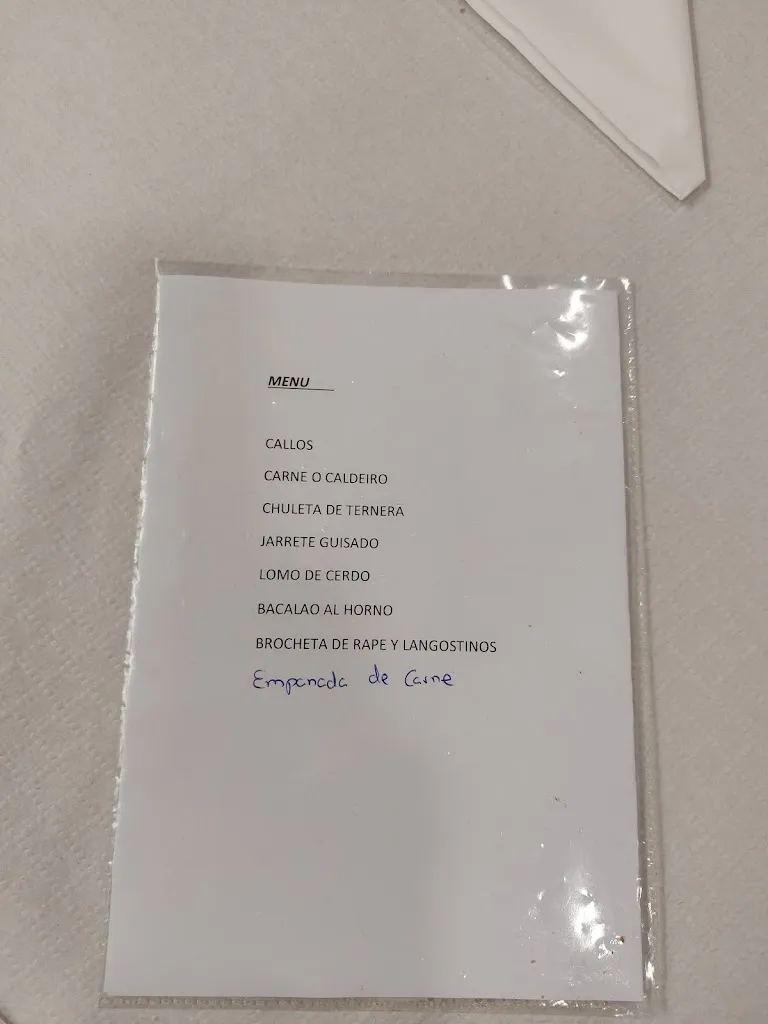 MENU
CALLOS
CARNE O CALDEIRO
CHULETA DE TERNERA
JARRETE GUISADO
LOMO DE CERDO
BACALAO AL HORNO
BROCHETA DE RAPE Y LANGOSTINOS
Empanada de Carne